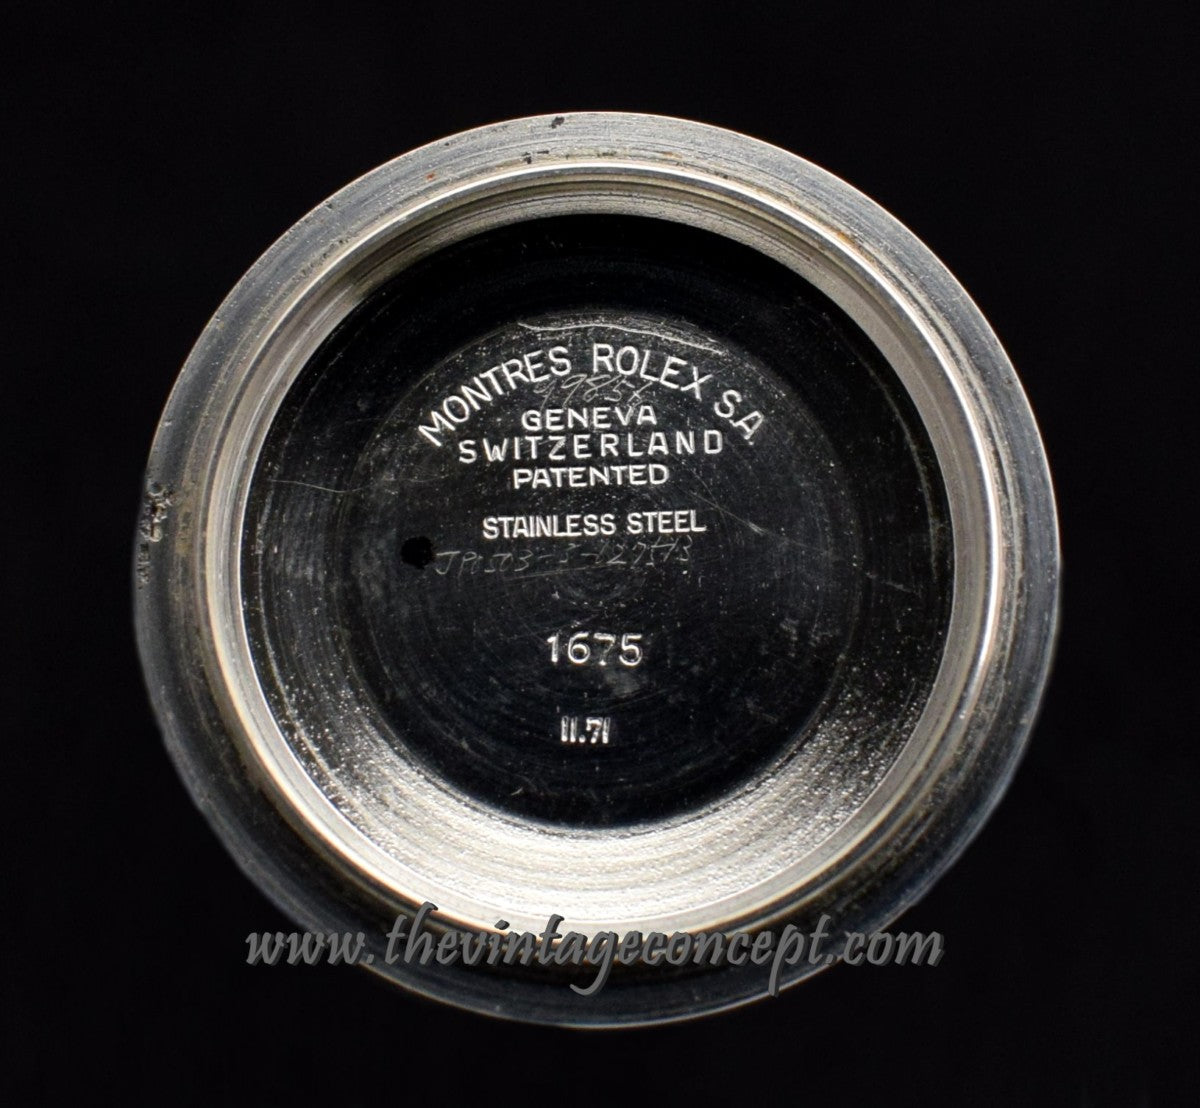 MONTRES ROLEX S.A.
GENEVA
SWITZERLAND
PATENTED
STAINLESS STEEL
1675
II.71
www.thevintageconcept.com